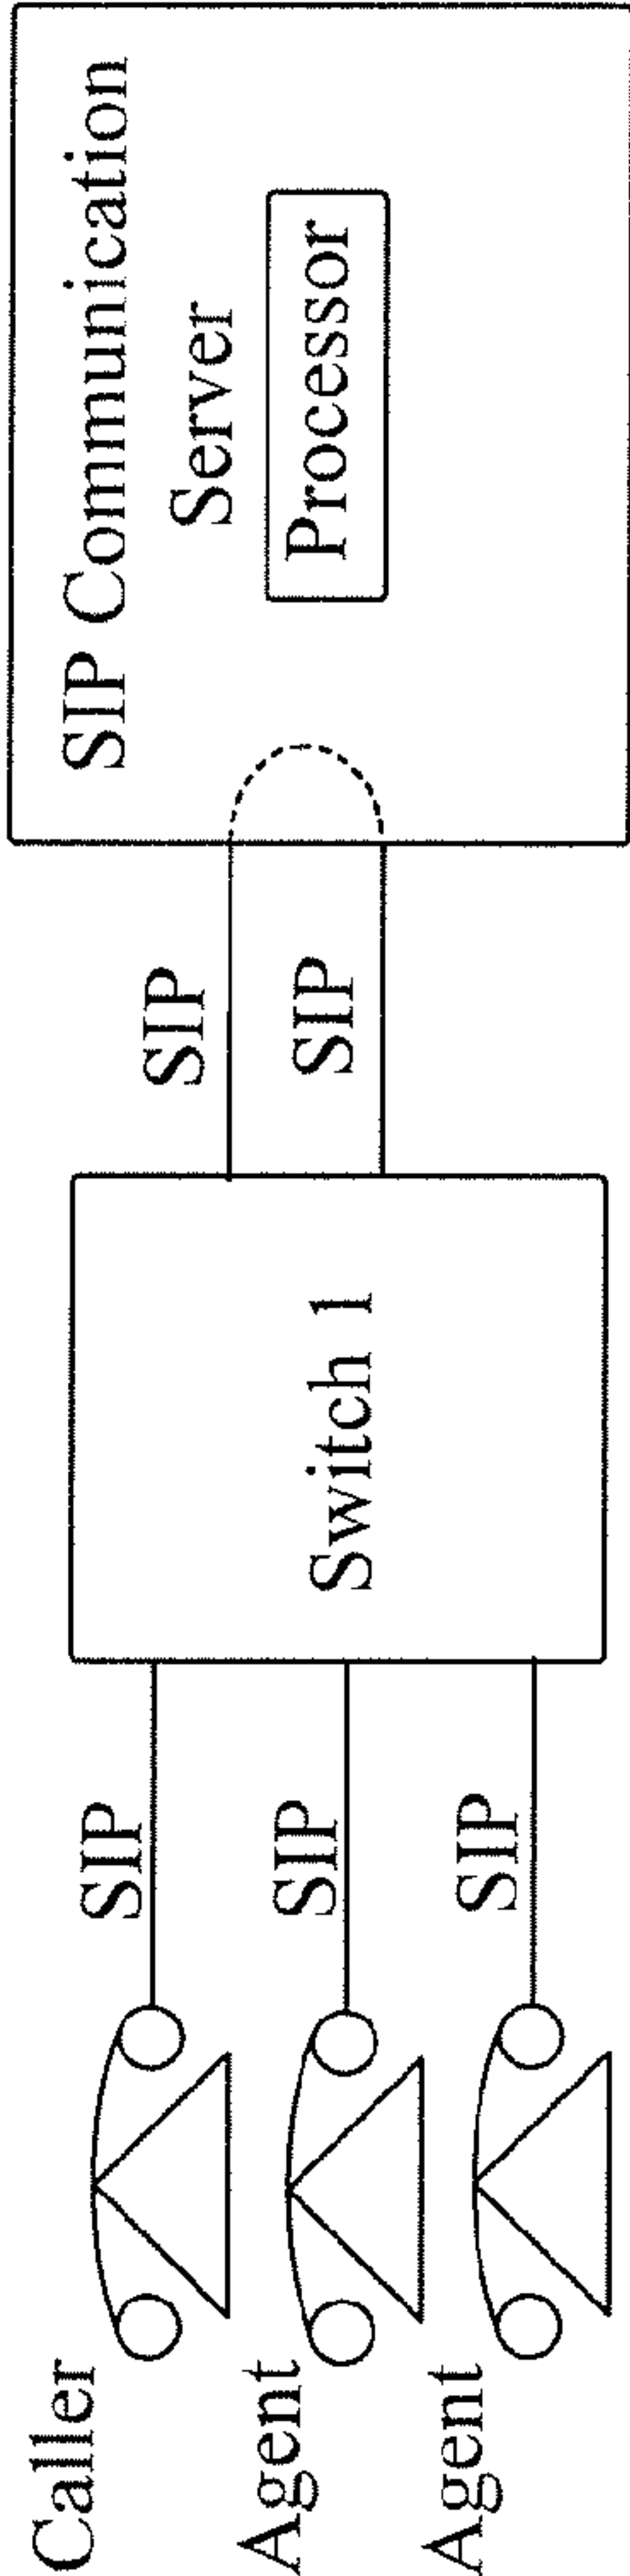 Caller
Agent
Agent
SIP
SIP
SIP
Switch 1
SIP
SIP
SIP Communication
Server
Processor